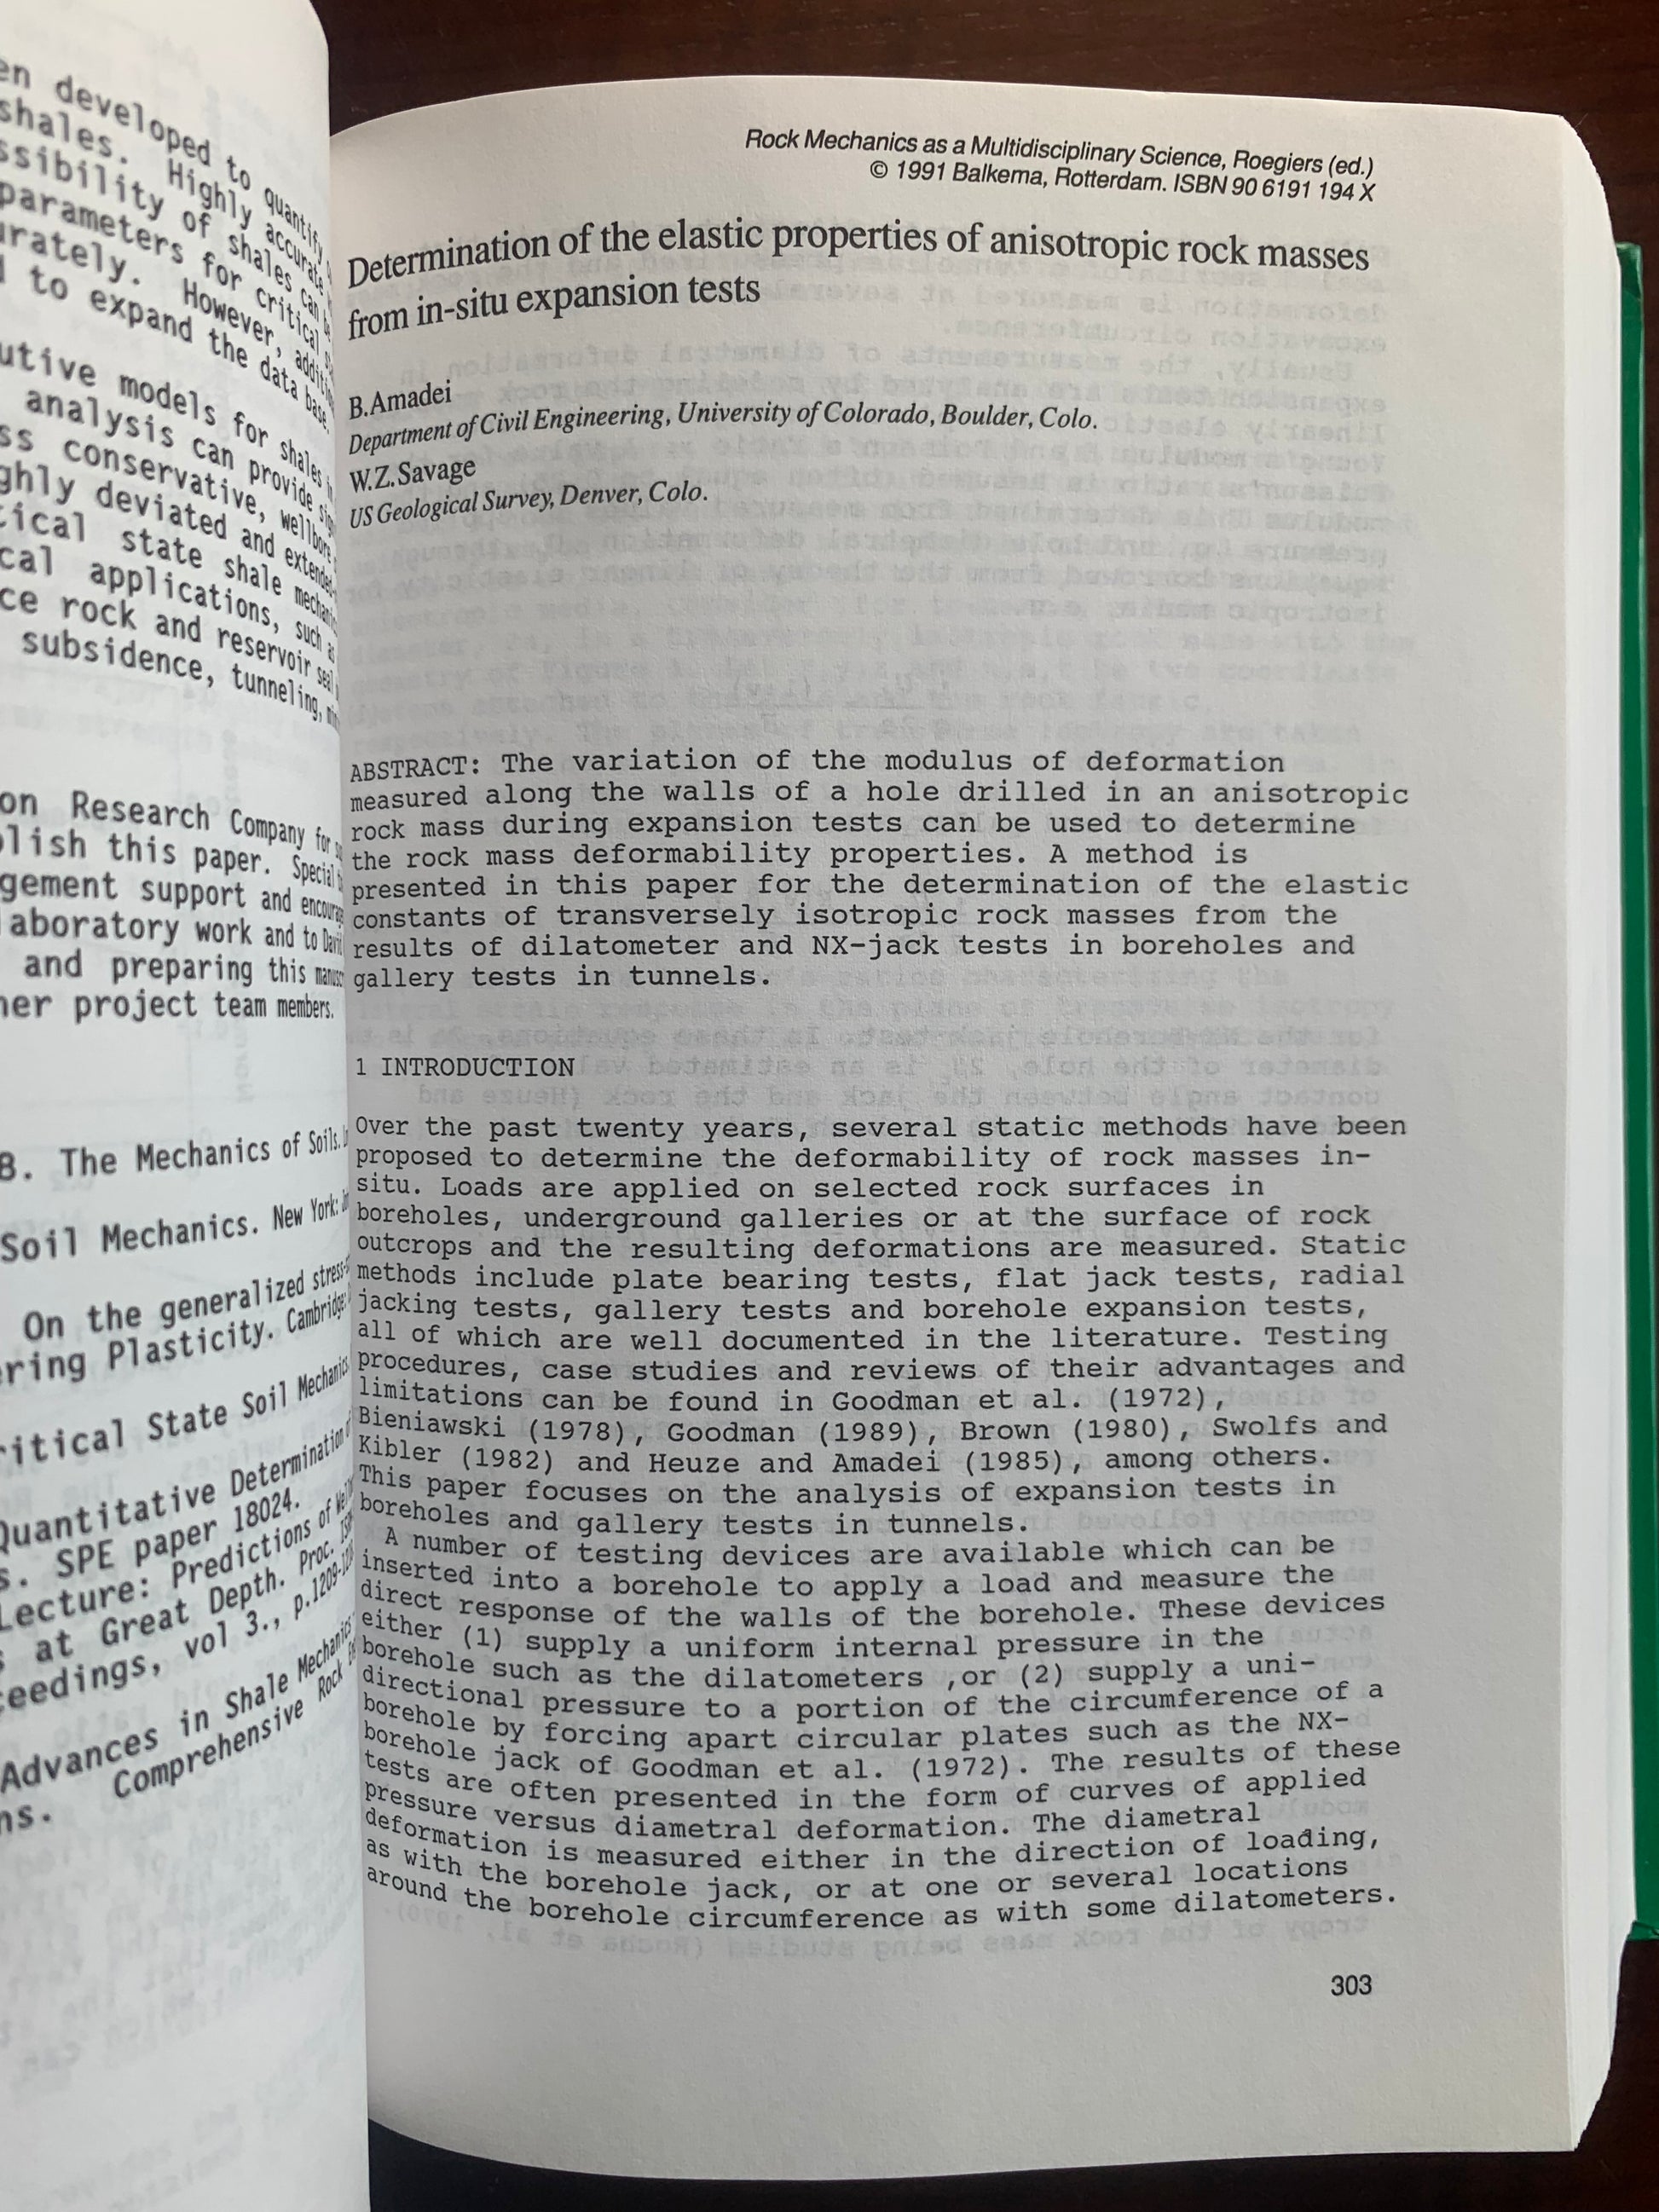 en developed to quantify
shales. Highly accurate
ssibility of shales can be
parameters for critical
urately. However,
to expand the data base.
utive models for shales
analysis can provide
ss conservative, wellbore
ghly deviated and extended
tical state shale
cal applications, such as
ce rock and reservoir seal
subsidence, tunneling,
on Research Company for
lish this paper. Special
gement support and
aboratory work and to
and preparing this
ner project team members.
B. The Mechanics of Soils.
Soil Mechanics. New York:
On the generalized
ering Plasticity. Cambridge:
ritical State Soil Mechanics
Quantitative Determination of
s. SPE paper 18024.
Lecture: Predictions of
s at Great Depth. Proc.
ceedings, vol 3., p.1209-
Advances in Shale Mechanics
Comprehensive Rock
ns.
Rock Mechanics as a Multidisciplinary Science, Roegiers (ed.)
© 1991 Balkema, Rotterdam. ISBN 90 6191 194 X
Determination of the elastic properties of anisotropic rock masses
from in-situ expansion tests
B.Amadei
Department of Civil Engineering, University of Colorado, Boulder, Colo.
W.Z.Savage
US Geological Survey, Denver, Colo.
ABSTRACT: The variation of the modulus of deformation
measured along the walls of a hole drilled in an anisotropic
rock mass during expansion tests can be used to determine
the rock mass deformability properties. A method is
presented in this paper for the determination of the elastic
constants of transversely isotropic rock masses from the
results of dilatometer and NX-jack tests in boreholes and
gallery tests in tunnels.
1 INTRODUCTION
Over the past twenty years, several static methods have been
proposed to determine the deformability of rock masses in-
situ. Loads are applied on selected rock surfaces in
boreholes, underground galleries or at the surface of rock
outcrops and the resulting deformations are measured. Static
methods include plate bearing tests, flat jack tests, radial
jacking tests, gallery tests and borehole expansion tests,
all of which are well documented in the literature. Testing
procedures, case studies and reviews of their advantages and
limitations can be found in Goodman et al. (1972),
Bieniawski (1978), Goodman (1989), Brown (1980), Swolfs and
Kibler (1982) and Heuze and Amadei (1985), among others.
This paper focuses on the analysis of expansion tests in
boreholes and gallery tests in tunnels.
A number of testing devices are available which can be
inserted into a borehole to apply a load and measure the
direct response of the walls of the borehole. These devices
either (1) supply a uniform internal pressure in the
borehole such as the dilatometers ,or (2) supply a uni-
directional pressure to a portion of the circumference of a
borehole by forcing apart circular plates such as the NX-
borehole jack of Goodman et al. (1972). The results of these
tests are often presented in the form of curves of applied
pressure versus diametral deformation. The diametral
deformation is measured either in the direction of loading,
as with the borehole jack, or at one or several locations
around the borehole circumference as with some dilatometers.
303